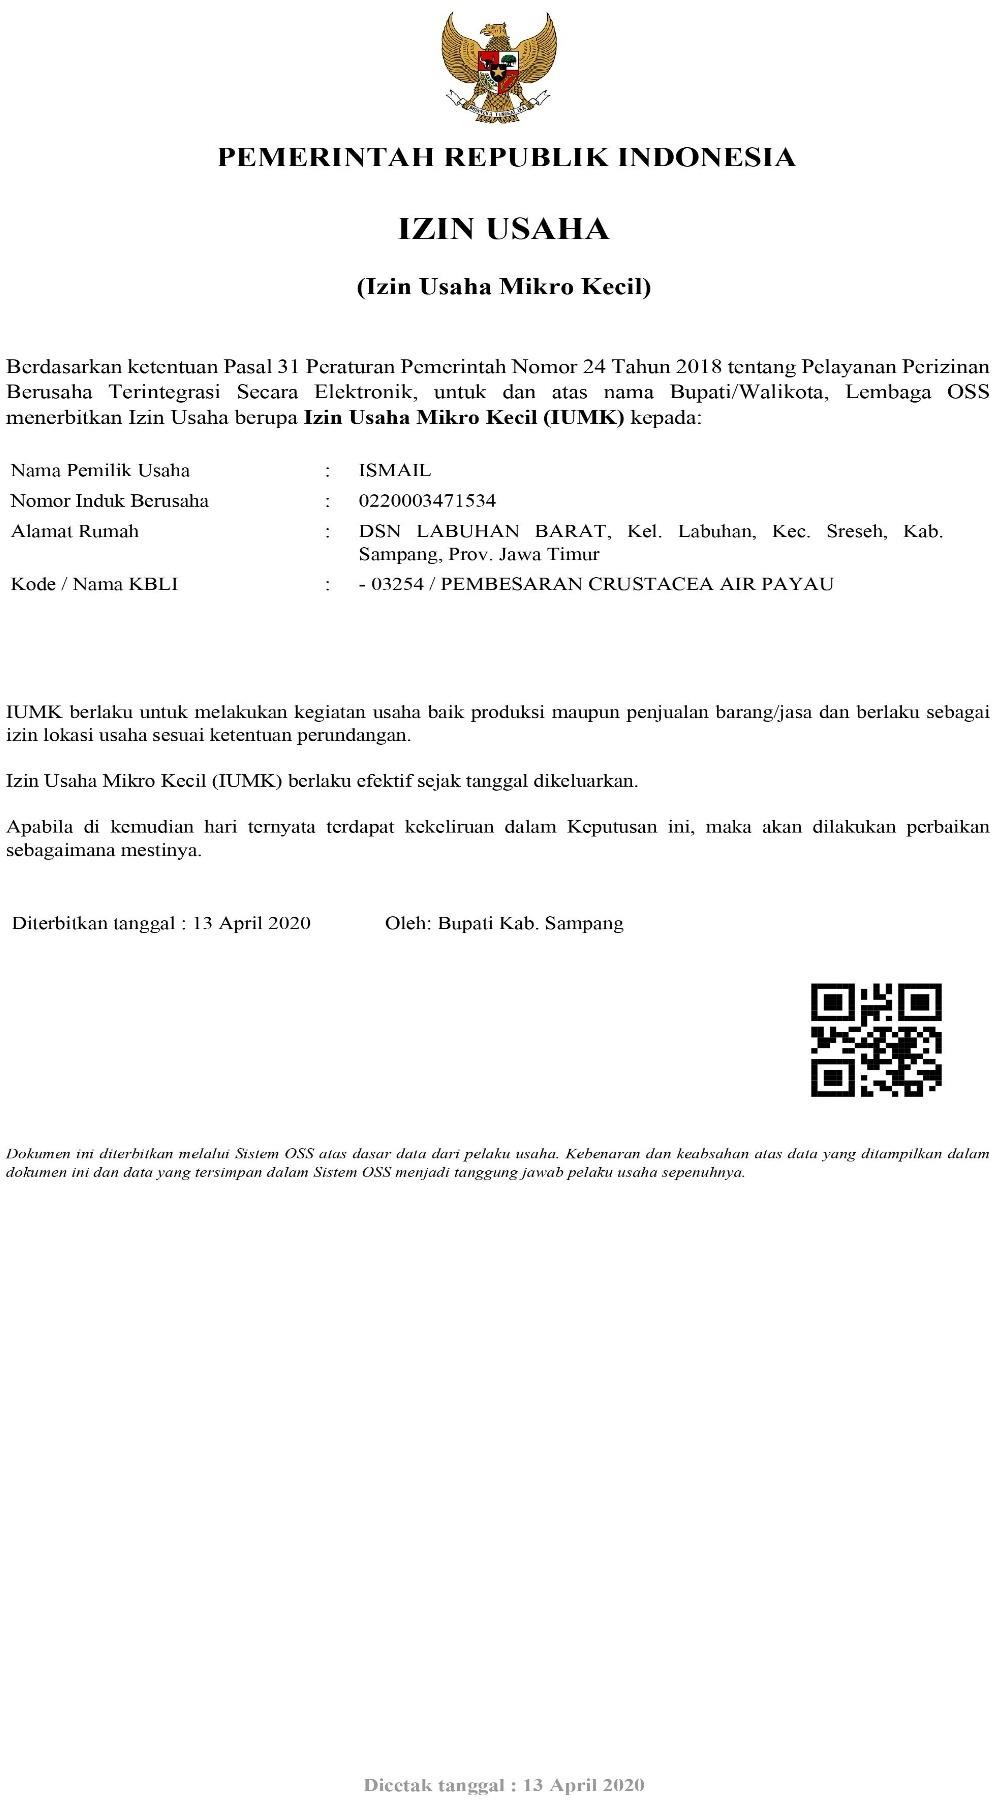 PEMERINTAH REPUBLIK INDONESIA
IZIN USAHA
(Izin Usaha Mikro Kecil)
Berdasarkan ketentuan Pasal 31 Peraturan Pemerintah Nomor 24 Tahun 2018 tentang Pelayanan Perizinan
Berusaha Terintegrasi Secara Elektronik, untuk dan atas nama Bupati/Walikota, Lembaga OSS
menerbitkan Izin Usaha berupa Izin Usaha Mikro Kecil (IUMK) kepada:
Nama Pemilik Usaha : ISMAIL
Nomor Induk Berusaha : 0220003471534
Alamat Rumah : DSN LABUHAN BARAT, Kel. Labuhan, Kec. Sreseh, Kab.
Sampang, Prov. Jawa Timur
Kode / Nama KBLI : - 03254 / PEMBESARAN CRUSTACEA AIR PAYAU
IUMK berlaku untuk melakukan kegiatan usaha baik produksi maupun penjualan barang/jasa dan berlaku sebagai
izin lokasi usaha sesuai ketentuan perundangan.
Izin Usaha Mikro Kecil (IUMK) berlaku efektif sejak tanggal dikeluarkan.
Apabila di kemudian hari ternyata terdapat kekeliruan dalam Keputusan ini, maka akan dilakukan perbaikan
sebagaimana mestinya.
Diterbitkan tanggal : 13 April 2020 Oleh: Bupati Kab. Sampang
Dokumen ini diterbitkan melalui Sistem OSS atas dasar data dari pelaku usaha. Kebenaran dan keabsahan atas data yang ditampilkan dalam
dokumen ini dan data yang tersimpan dalam Sistem OSS menjadi tanggung jawab pelaku usaha sepenuhnya.
Dicetak tanggal : 13 April 2020